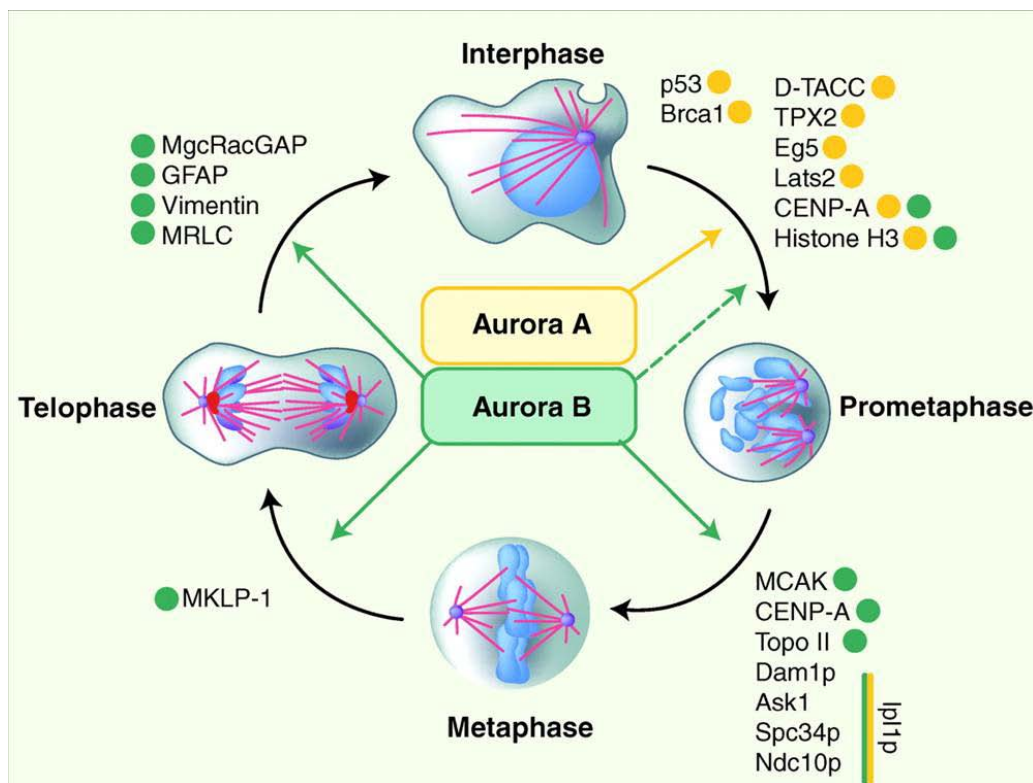 Interphase
p53
Brca1
D-TACC
TPX2
Eg5
Lats2
CENP-A
Histone H3
MgcRacGAP
GFAP
Vimentin
MRLC
Aurora A
Aurora B
Telophase
Prometaphase
MKLP-1
Metaphase
MCAK
CENP-A
Topo II
Dam1p
Ask1
Spc34p
Ndc10p
Ipl1p